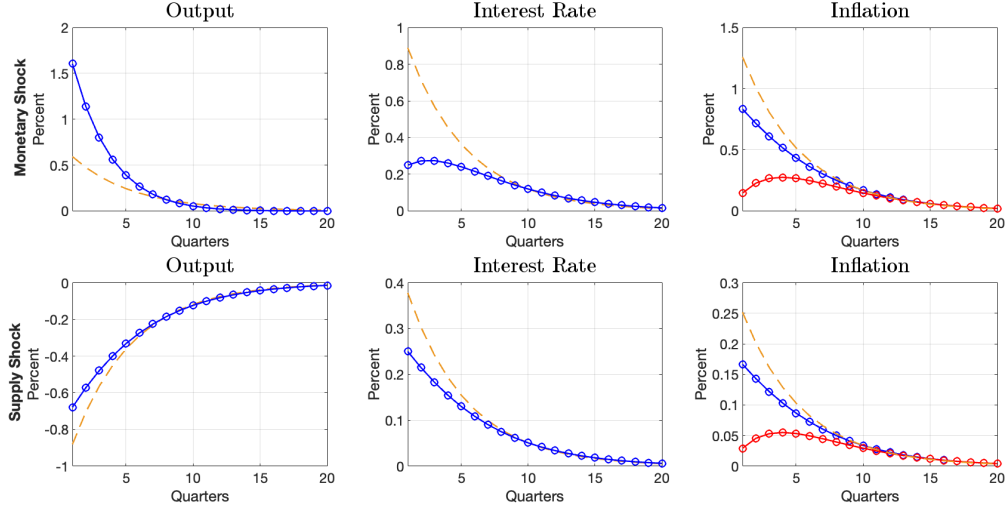 Output
Interest Rate
Inflation
Monetary Shock
Percent
2
1.5
1
0.5
0
5 10 15 20
Quarters
Percent
1
0.8
0.6
0.4
0.2
0
5 10 15 20
Quarters
Percent
1.5
1
0.5
0
5 10 15 20
Quarters
Output
Interest Rate
Inflation
Supply Shock
Percent
0
-0.2
-0.4
-0.6
-0.8
-1
5 10 15 20
Quarters
Percent
0.4
0.3
0.2
0.1
0
5 10 15 20
Quarters
Percent
0.3
0.25
0.2
0.15
0.1
0.05
0
5 10 15 20
Quarters